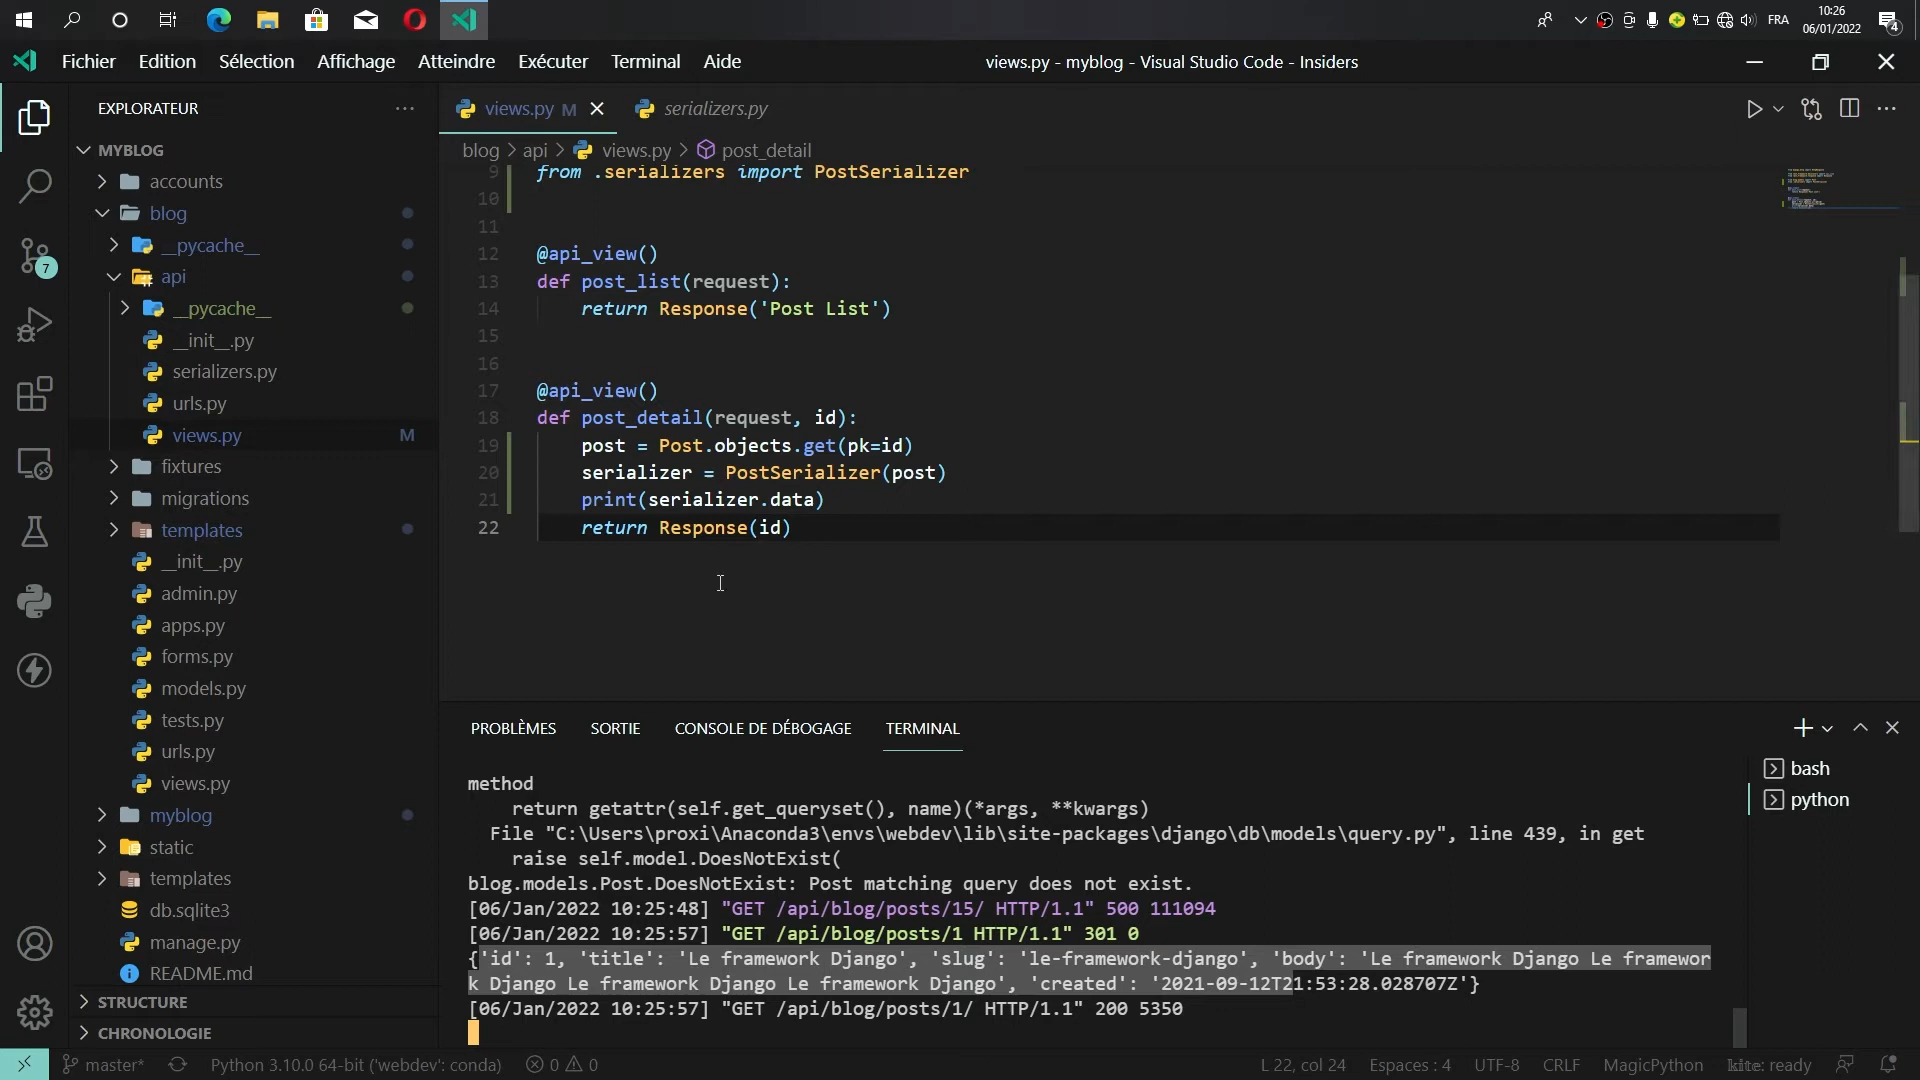 FRA
10:26
06/01/2022
4
Fichier Edition Sélection Affichage Atteindre Exécuter Terminal Aide
views.py - myblog - Visual Studio Code - Insiders
EXPLORATEUR
MYBLOG
accounts
blog
__pycache__
api
__pycache__
__init__.py
serializers.py
urls.py
views.py M
fixtures
migrations
templates
__init__.py
admin.py
apps.py
forms.py
models.py
tests.py
urls.py
views.py
myblog
static
templates
db.sqlite3
manage.py
README.md
STRUCTURE
CHRONOLOGIE
7
views.py M
serializers.py
blog > api > views.py > post_detail
9 from .serializers import PostSerializer
10
11
12 @api_view()
13 def post_list(request):
14 return Response('Post List')
15
16
17 @api_view()
18 def post_detail(request, id):
19 post = Post.objects.get(pk=id)
20 serializer = PostSerializer(post)
21 print(serializer.data)
22 return Response(id)
PROBLÈMES SORTIE CONSOLE DE DÉBOGAGE TERMINAL
bash
python
method
return getattr(self.get_queryset(), name)(*args, **kwargs)
File "C:\Users\proxi\Anaconda3\envs\webdev\lib\site-packages\django\db\models\query.py", line 439, in get
raise self.model.DoesNotExist(
blog.models.Post.DoesNotExist: Post matching query does not exist.
[06/Jan/2022 10:25:48] "GET /api/blog/posts/15/ HTTP/1.1" 500 111094
[06/Jan/2022 10:25:57] "GET /api/blog/posts/1 HTTP/1.1" 301 0
{'id': 1, 'title': 'Le framework Django', 'slug': 'le-framework-django', 'body': 'Le framework Django Le framewor
k Django Le framework Django Le framework Django', 'created': '2021-09-12T21:53:28.028707Z'}
[06/Jan/2022 10:25:57] "GET /api/blog/posts/1/ HTTP/1.1" 200 5350
master* Python 3.10.0 64-bit ('webdev': conda) 0 0 L 22, col 24 Espaces : 4 UTF-8 CRLF MagicPython kite: ready